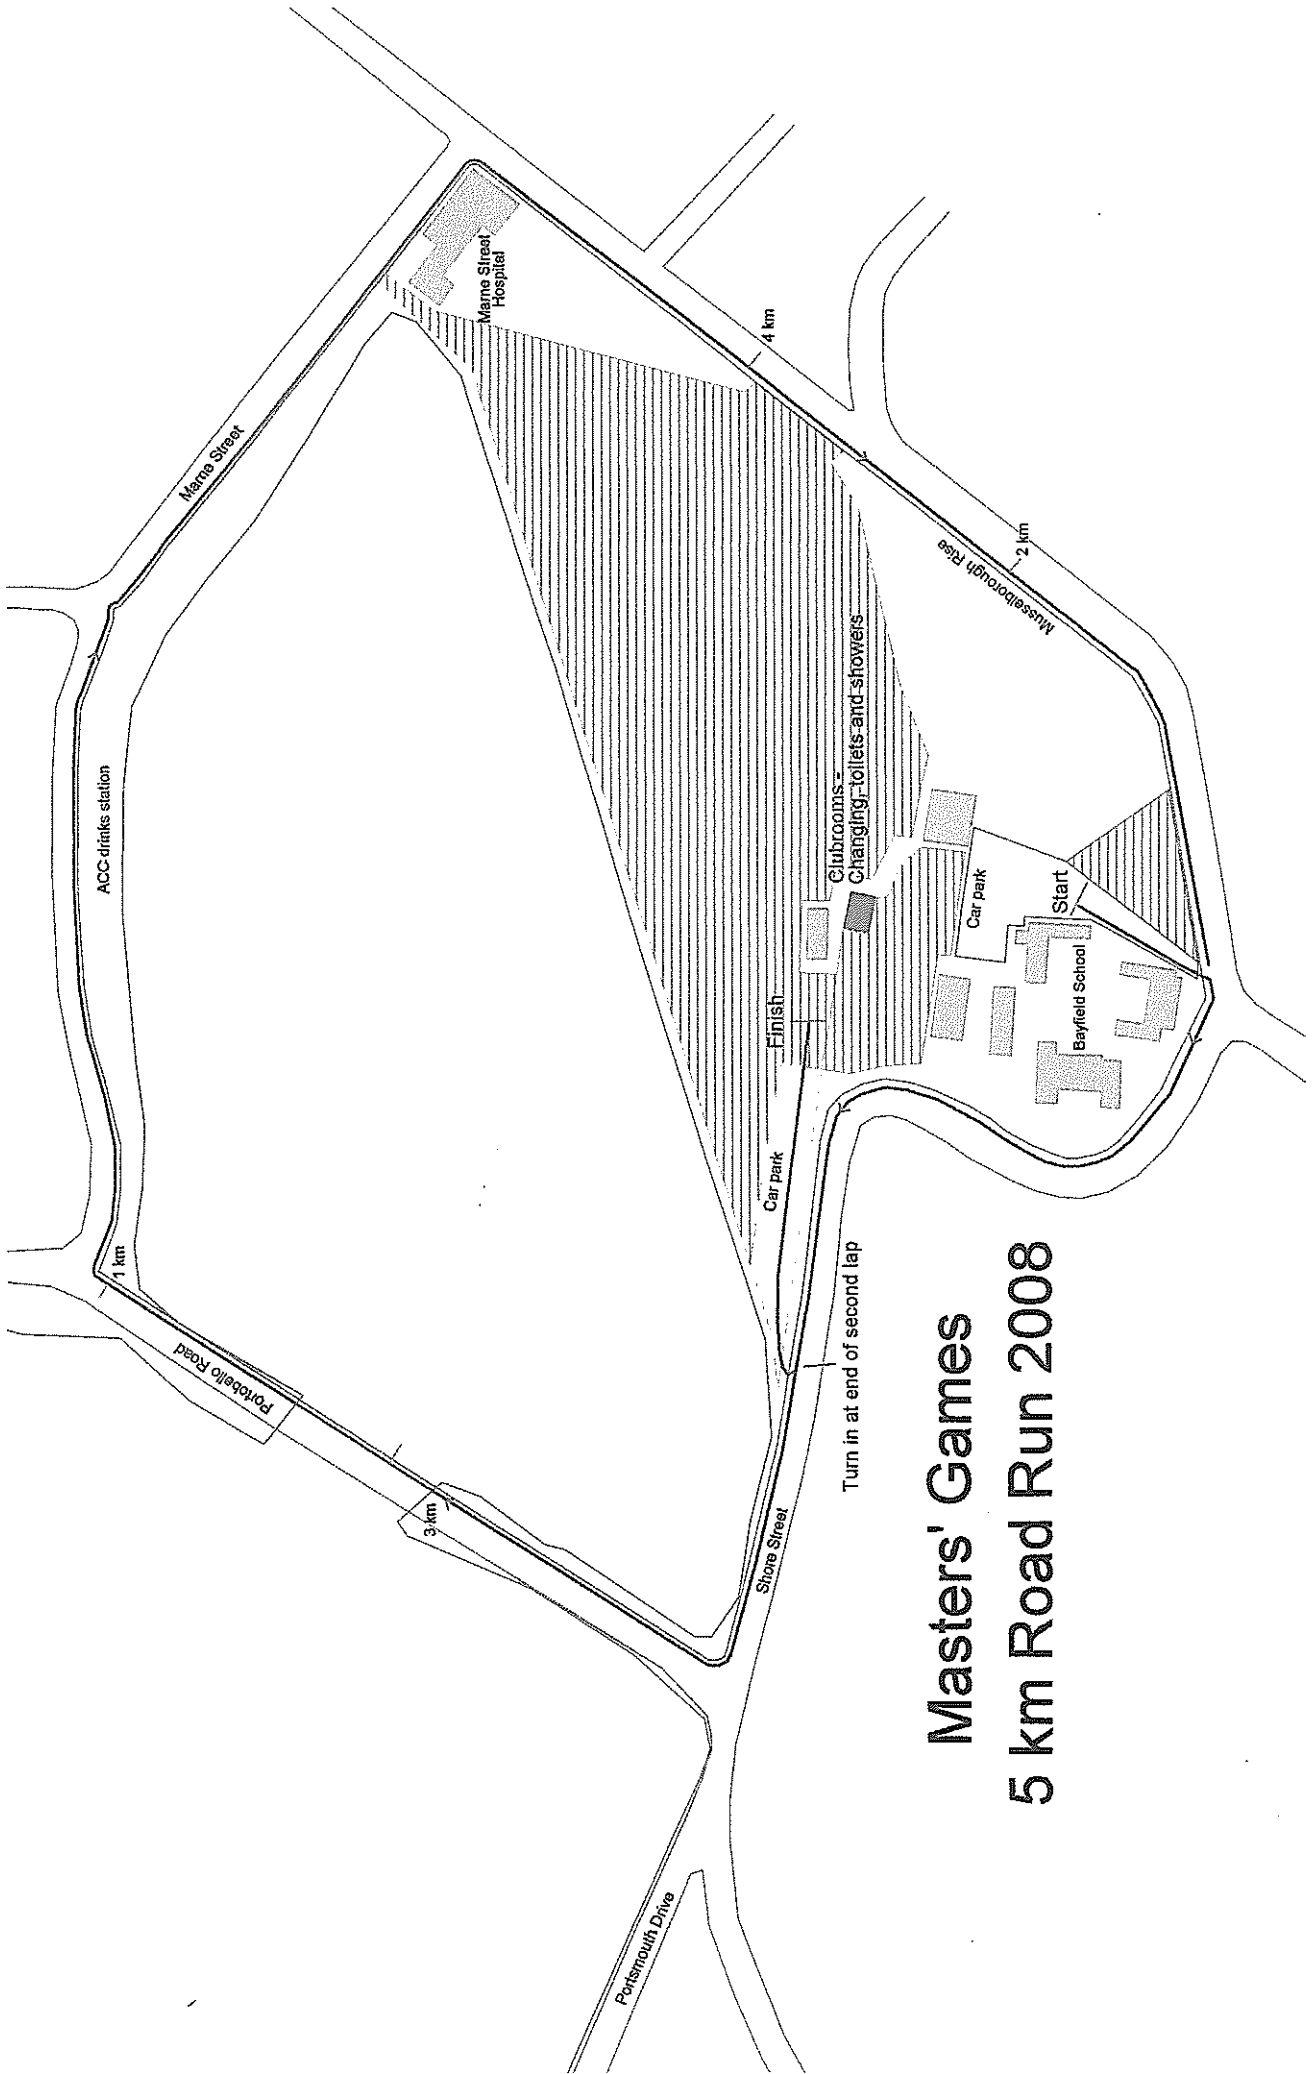 Masters' Games
5 km Road Run 2008
Portsmouth Drive
Portobello Road
3 km
1 km
ACC drinks station
Marne Street
Marne Street
Hospital
4 km
2 km
Musselborough Rise
Clubrooms -
Changing, toilets and showers
Finish
Car park
Car park
Start
Bayfield School
Shore Street
Turn in at end of second lap